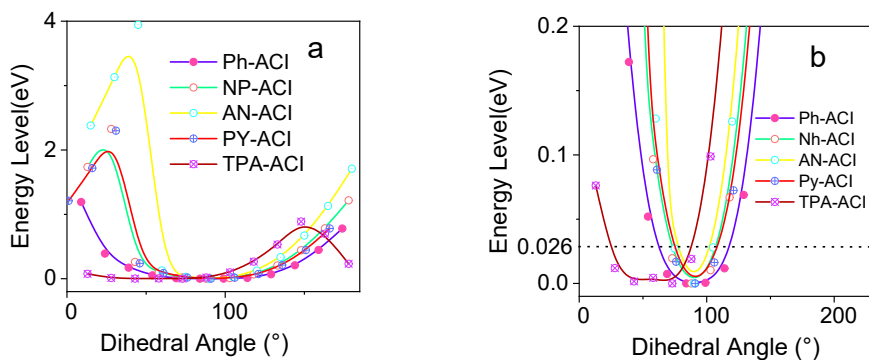 4
2
0
0
100
Energy Level(eV)
Dihedral Angle (°)
a
Ph-ACI
NP-ACI
AN-ACI
PY-ACI
TPA-ACI
0.2
0.1
0.026
0.0
0
100
200
Energy Level(eV)
Dihedral Angle (°)
b
Ph-ACI
Nh-ACI
AN-ACI
Py-ACI
TPA-ACI